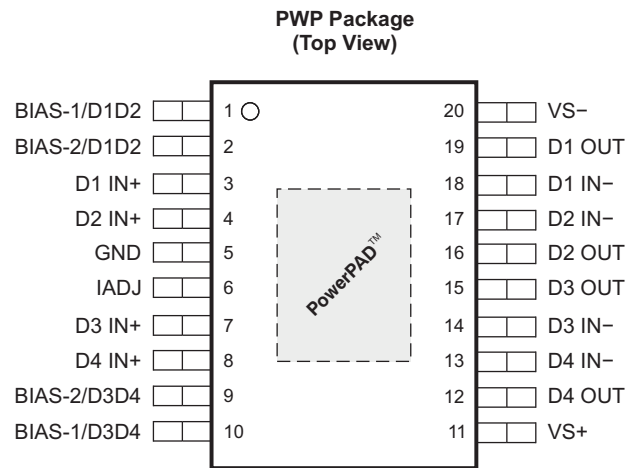 PWP Package
(Top View)
BIAS-1/D1D2 1 20 VS−
BIAS-2/D1D2 2 19 D1 OUT
D1 IN+ 3 18 D1 IN−
D2 IN+ 4 17 D2 IN−
GND 5 16 D2 OUT
IADJ 6 15 D3 OUT
D3 IN+ 7 14 D3 IN−
D4 IN+ 8 13 D4 IN−
BIAS-2/D3D4 9 12 D4 OUT
BIAS-1/D3D4 10 11 VS+
PowerPAD™